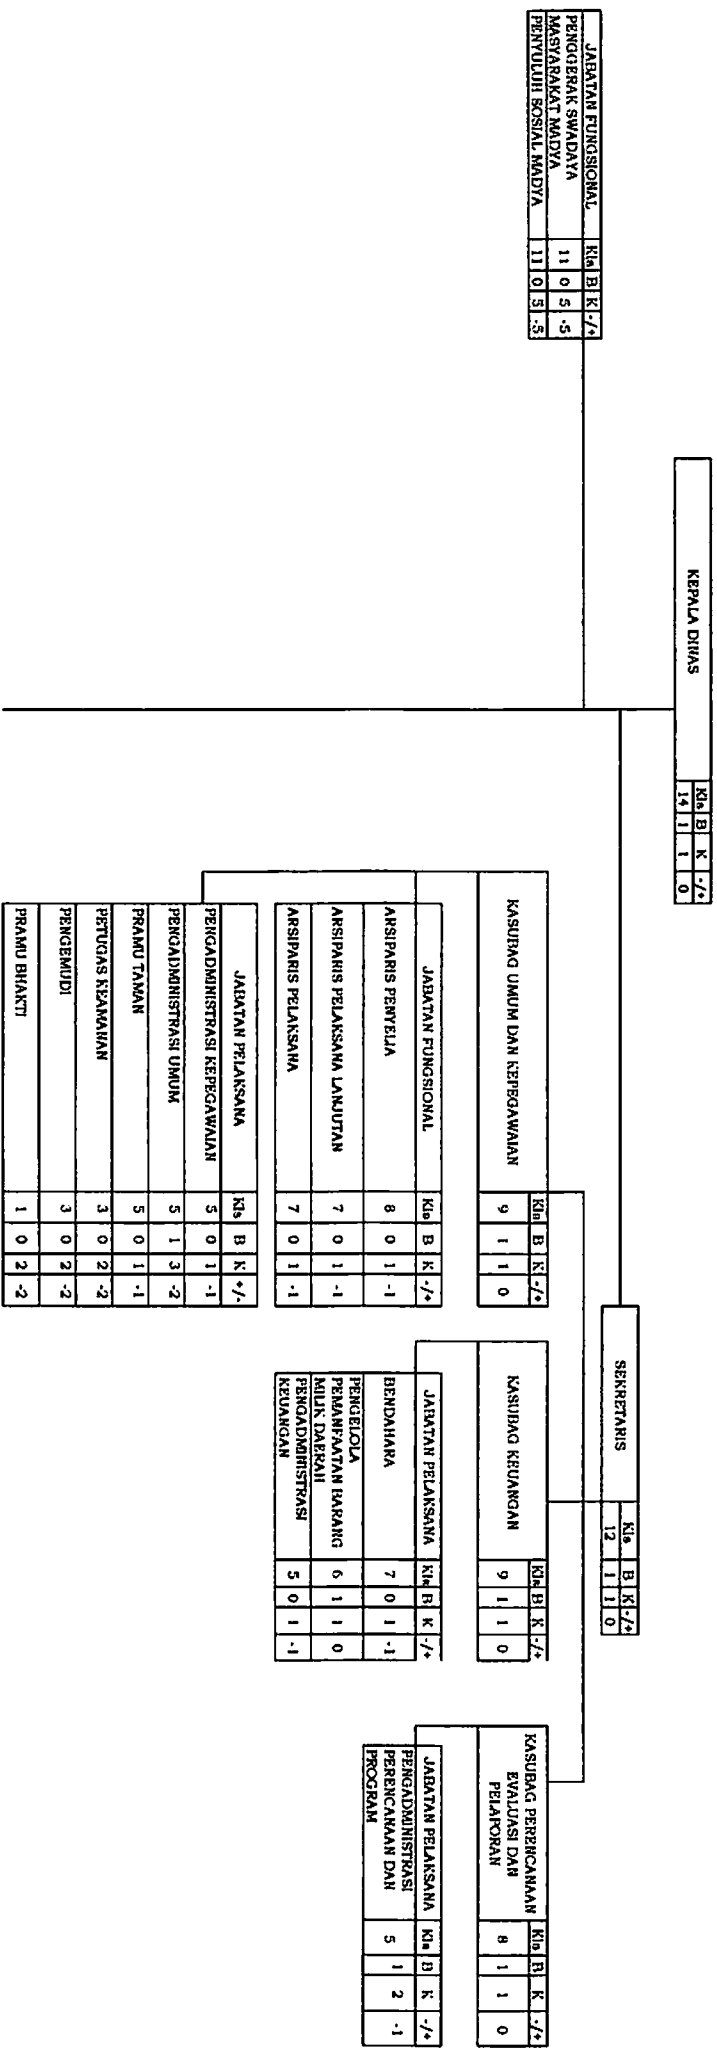 KEPALA DINAS
Kls B K -/+
14 1 1 0
JABATAN FUNGSIONAL Kls B K -/+
PENGGERAK SWADAYA
MASYARAKAT MADYA 11 0 5 -5
PENYULUH SOSIAL MADYA 11 0 5 -5
SEKRETARIS
Kls B K -/+
12 1 1 0
KASUBAG UMUM DAN KEPEGAWAIAN
Kls B K -/+
9 1 1 0
JABATAN FUNGSIONAL Kls B K -/+
ARSIPARIS PENYELIA 8 0 1 -1
ARSIPARIS PELAKSANA LANJUTAN 7 0 1 -1
ARSIPARIS PELAKSANA 7 0 1 -1
JABATAN PELAKSANA Kls B K +/-
PENGADMINISTRASI KEPEGAWAIAN 5 0 1 -1
PENGADMINISTRASI UMUM 5 1 3 -2
PRAMU TAMAN 5 0 1 -1
PETUGAS KEAMANAN 3 0 2 -2
PENGEMUDI 3 0 2 -2
PRAMU BHAKTI 1 0 2 -2
KASUBAG KEUANGAN
Kls B K -/+
9 1 1 0
JABATAN PELAKSANA Kls B K -/+
BENDAHARA 7 0 1 -1
PENGELOLA
PEMANFAATAN BARANG
MILIK DAERAH 6 1 1 0
PENGADMINISTRASI
KEUANGAN 5 0 1 -1
KASUBAG PERENCANAAN
EVALUASI DAN
PELAPORAN
Kls B K -/+
8 1 1 0
JABATAN PELAKSANA Kls B K -/+
PENGADMINISTRASI
PERENCANAAN DAN
PROGRAM 5 1 2 -1